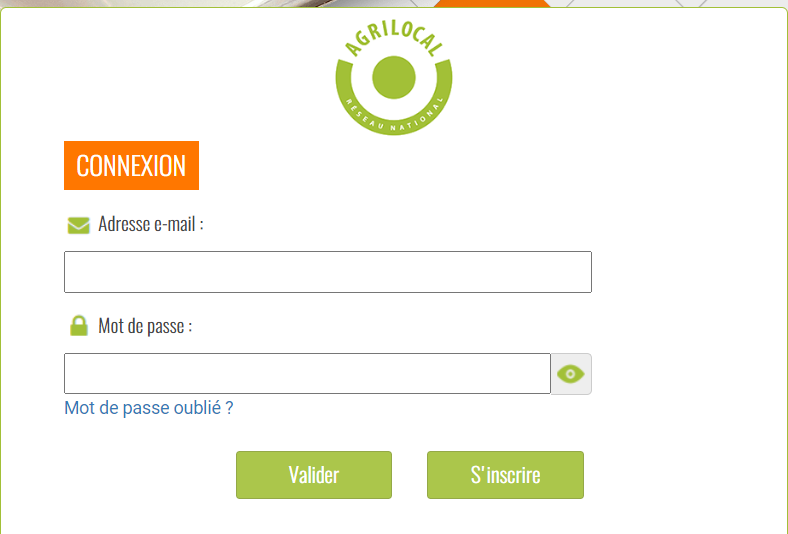 AGRILOCAL
RÉSEAU NATIONAL
CONNEXION
Adresse e-mail :
Mot de passe :
Mot de passe oublié ?
Valider S'inscrire